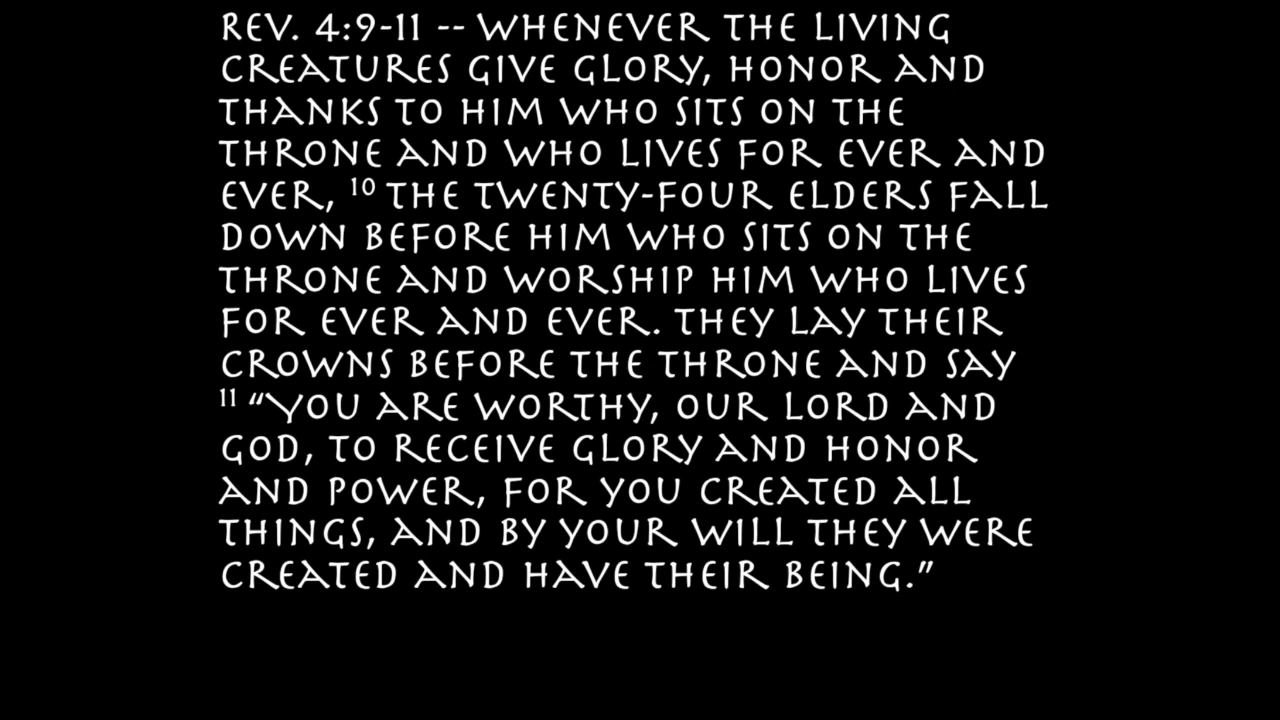 REV. 4:9-11 -- WHENEVER THE LIVING
CREATURES GIVE GLORY, HONOR AND
THANKS TO HIM WHO SITS ON THE
THRONE AND WHO LIVES FOR EVER AND
EVER, 10 THE TWENTY-FOUR ELDERS FALL
DOWN BEFORE HIM WHO SITS ON THE
THRONE AND WORSHIP HIM WHO LIVES
FOR EVER AND EVER. THEY LAY THEIR
CROWNS BEFORE THE THRONE AND SAY
11 “YOU ARE WORTHY, OUR LORD AND
GOD, TO RECEIVE GLORY AND HONOR
AND POWER, FOR YOU CREATED ALL
THINGS, AND BY YOUR WILL THEY WERE
CREATED AND HAVE THEIR BEING.”